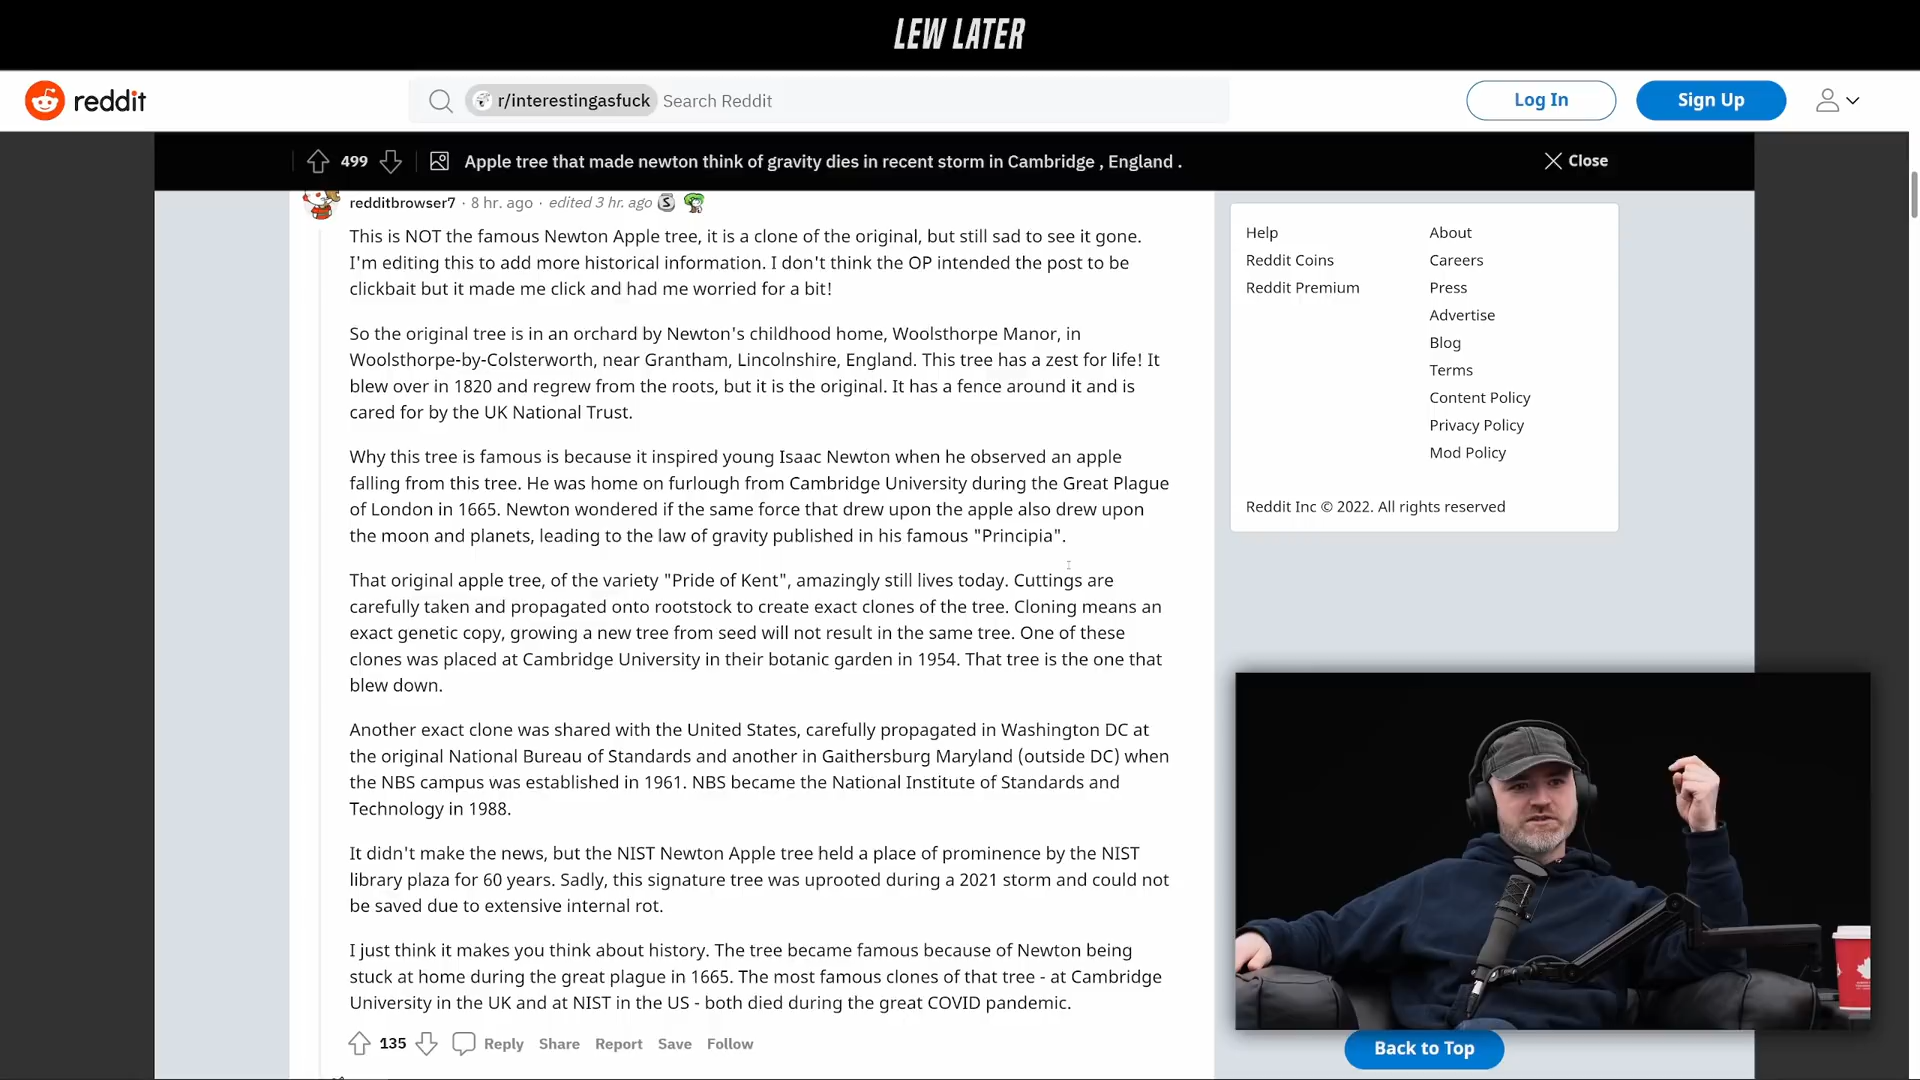 LEW LATER
reddit
r/interestingasfuck Search Reddit
Log In
Sign Up
499
Apple tree that made newton think of gravity dies in recent storm in Cambridge , England .
Close
redditbrowser7 · 8 hr. ago · edited 3 hr. ago
This is NOT the famous Newton Apple tree, it is a clone of the original, but still sad to see it gone.
I'm editing this to add more historical information. I don't think the OP intended the post to be
clickbait but it made me click and had me worried for a bit!
So the original tree is in an orchard by Newton's childhood home, Woolsthorpe Manor, in
Woolsthorpe-by-Colsterworth, near Grantham, Lincolnshire, England. This tree has a zest for life! It
blew over in 1820 and regrew from the roots, but it is the original. It has a fence around it and is
cared for by the UK National Trust.
Why this tree is famous is because it inspired young Isaac Newton when he observed an apple
falling from this tree. He was home on furlough from Cambridge University during the Great Plague
of London in 1665. Newton wondered if the same force that drew upon the apple also drew upon
the moon and planets, leading to the law of gravity published in his famous "Principia".
That original apple tree, of the variety "Pride of Kent", amazingly still lives today. Cuttings are
carefully taken and propagated onto rootstock to create exact clones of the tree. Cloning means an
exact genetic copy, growing a new tree from seed will not result in the same tree. One of these
clones was placed at Cambridge University in their botanic garden in 1954. That tree is the one that
blew down.
Another exact clone was shared with the United States, carefully propagated in Washington DC at
the original National Bureau of Standards and another in Gaithersburg Maryland (outside DC) when
the NBS campus was established in 1961. NBS became the National Institute of Standards and
Technology in 1988.
It didn't make the news, but the NIST Newton Apple tree held a place of prominence by the NIST
library plaza for 60 years. Sadly, this signature tree was uprooted during a 2021 storm and could not
be saved due to extensive internal rot.
I just think it makes you think about history. The tree became famous because of Newton being
stuck at home during the great plague in 1665. The most famous clones of that tree - at Cambridge
University in the UK and at NIST in the US - both died during the great COVID pandemic.
135
Reply Share Report Save Follow
Help
Reddit Coins
Reddit Premium
About
Careers
Press
Advertise
Blog
Terms
Content Policy
Privacy Policy
Mod Policy
Reddit Inc © 2022. All rights reserved
Back to Top